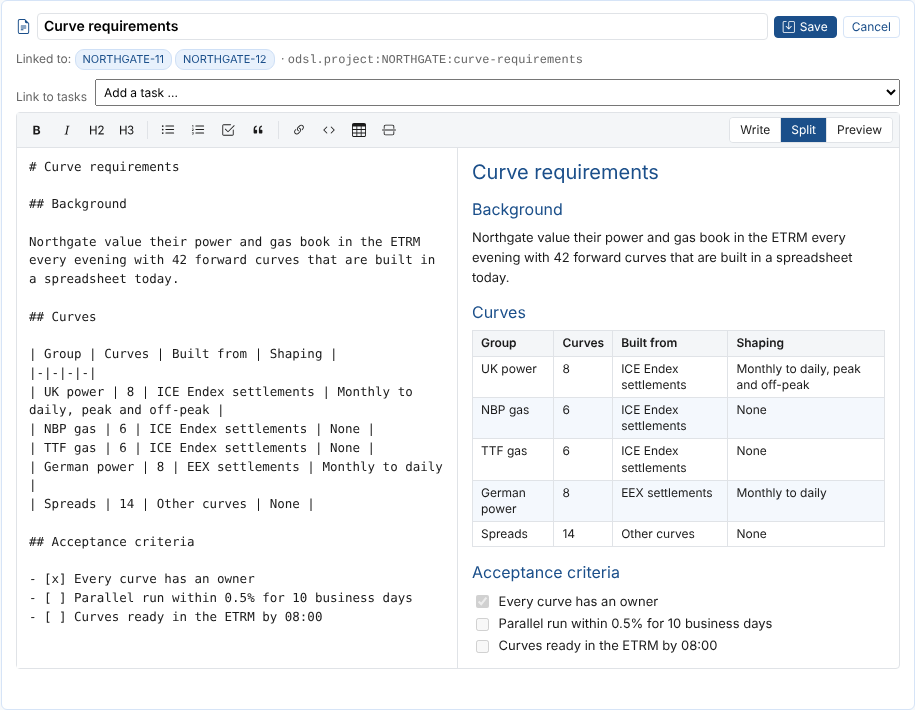 Curve requirements
Save
Cancel
Linked to: NORTHGATE-11 NORTHGATE-12 · odsl.project:NORTHGATE:curve-requirements
Link to tasks Add a task ...
B I H2 H3 “ <> Write Split Preview
# Curve requirements
## Background
Northgate value their power and gas book in the ETRM
every evening with 42 forward curves that are built in
a spreadsheet today.
## Curves
| Group | Curves | Built from | Shaping |
|-|-|-|-|
| UK power | 8 | ICE Endex settlements | Monthly to
daily, peak and off-peak |
| NBP gas | 6 | ICE Endex settlements | None |
| TTF gas | 6 | ICE Endex settlements | None |
| German power | 8 | EEX settlements | Monthly to daily
|
| Spreads | 14 | Other curves | None |
## Acceptance criteria
- [x] Every curve has an owner
- [ ] Parallel run within 0.5% for 10 business days
- [ ] Curves ready in the ETRM by 08:00
Curve requirements
Background
Northgate value their power and gas book in the ETRM every
evening with 42 forward curves that are built in a spreadsheet
today.
Curves
Group Curves Built from Shaping
UK power 8 ICE Endex Monthly to daily, peak
settlements and off-peak
NBP gas 6 ICE Endex None
settlements
TTF gas 6 ICE Endex None
settlements
German 8 EEX settlements Monthly to daily
power
Spreads 14 Other curves None
Acceptance criteria
Every curve has an owner
Parallel run within 0.5% for 10 business days
Curves ready in the ETRM by 08:00